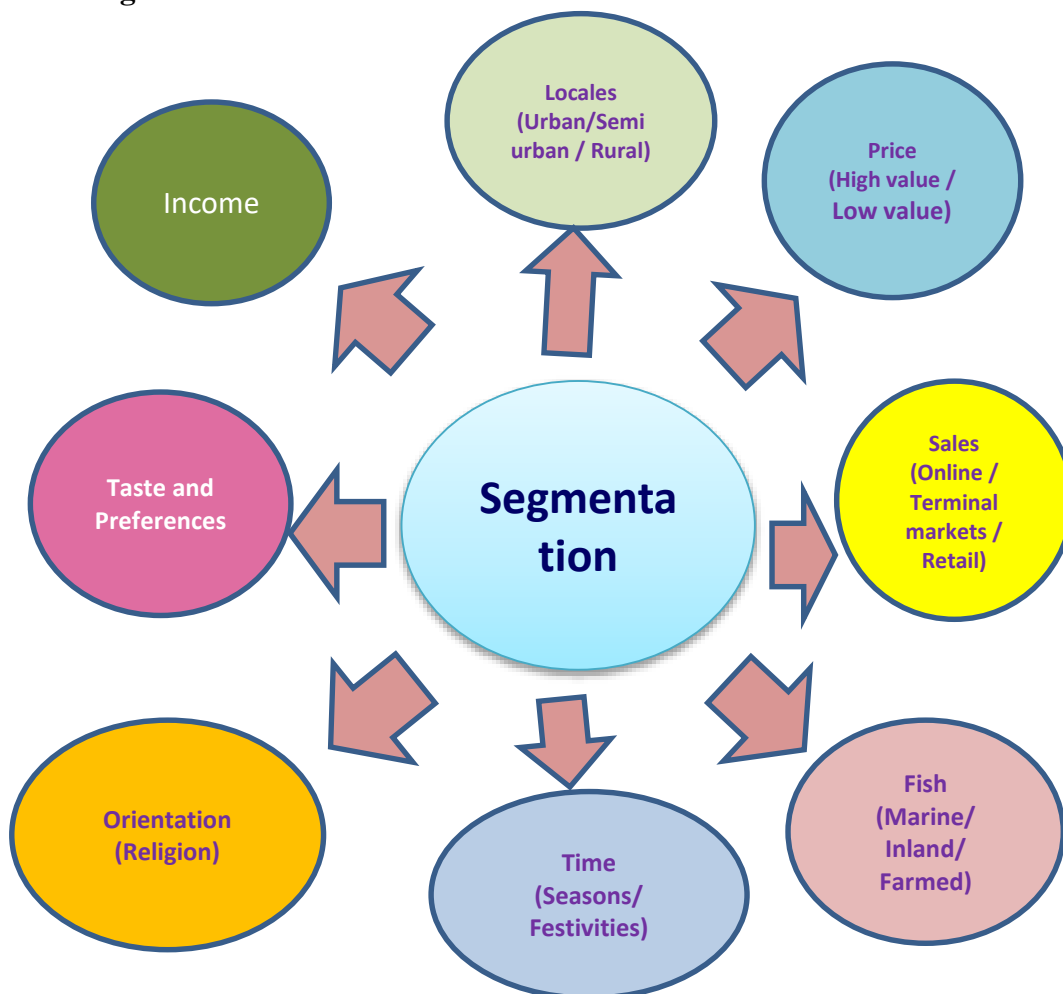 Locales
(Urban/Semi
urban / Rural)
Price
(High value /
Low value)
Income
Sales
(Online /
Terminal
markets /
Retail)
Taste and
Preferences
Segmenta
tion
Fish
(Marine/
Inland/
Farmed)
Orientation
(Religion)
Time
(Seasons/
Festivities)